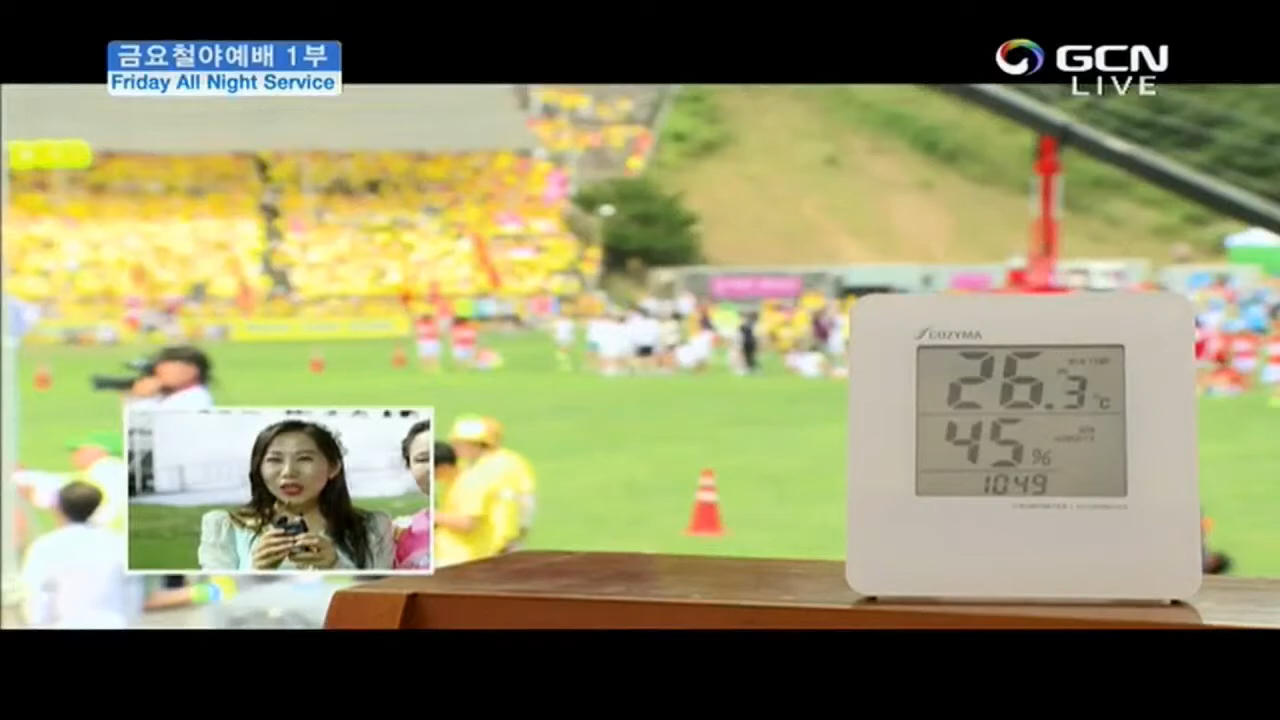 금요철야예배 1부
Friday All Night Service
GCN
LIVE
COZYMA
26.3 °C
45 %
10:49